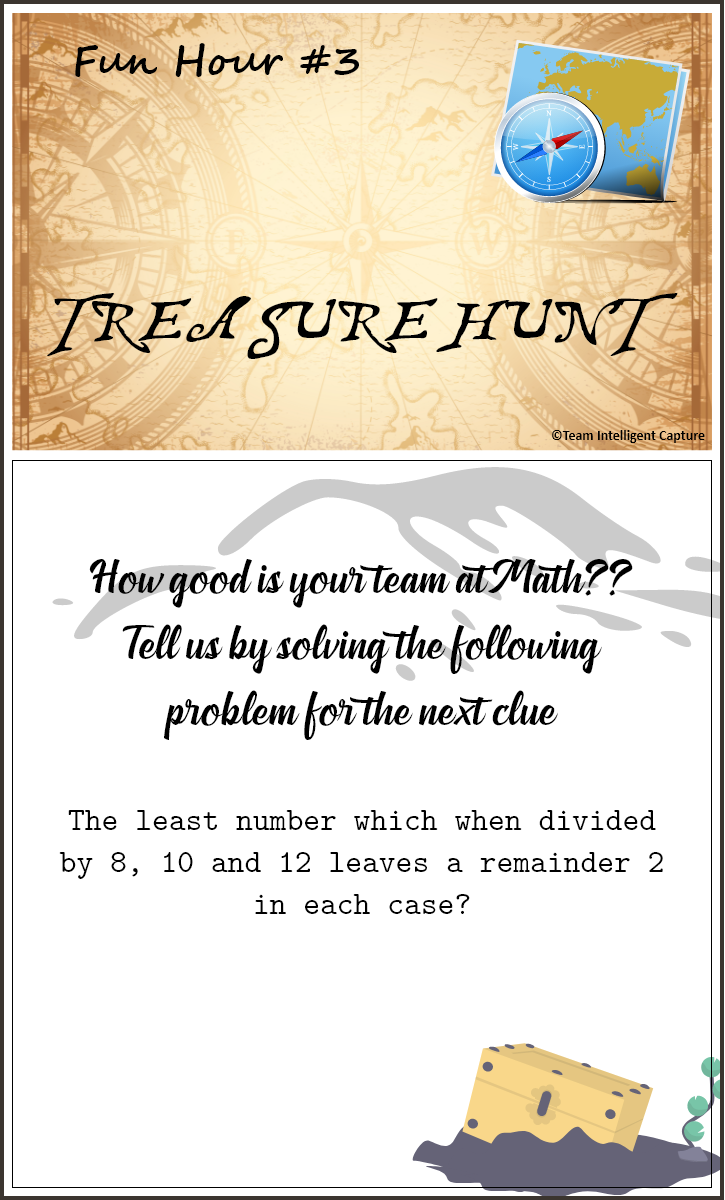 Fun Hour #3
N
E
S
W
E
W
TREASURE HUNT
©Team Intelligent Capture
How good is your team at Math??
Tell us by solving the following
problem for the next clue
The least number which when divided
by 8, 10 and 12 leaves a remainder 2
in each case?